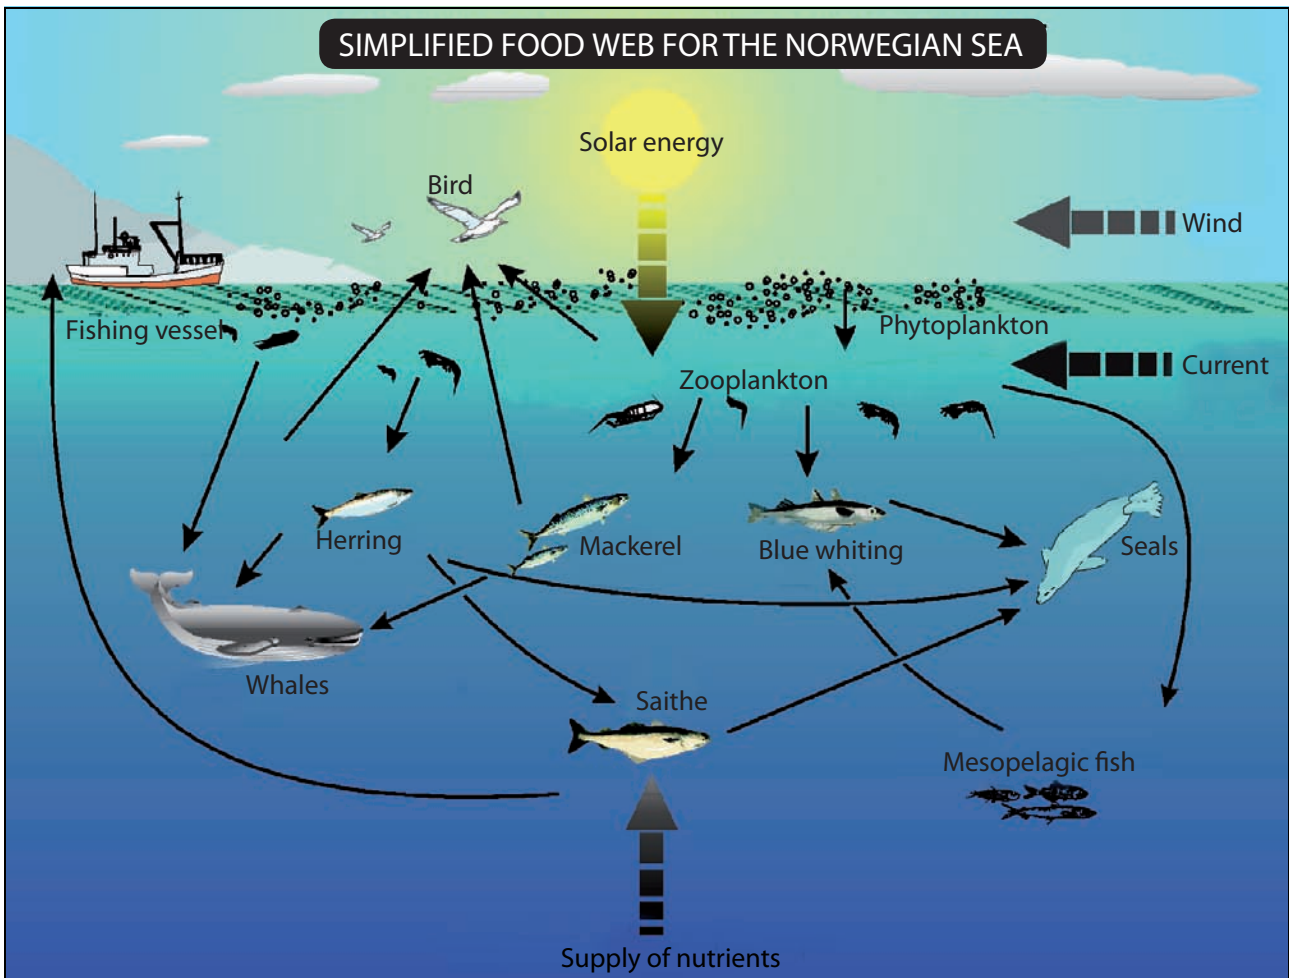 SIMPLIFIED FOOD WEB FOR THE NORWEGIAN SEA
Solar energy
Bird
Wind
Fishing vessel
Phytoplankton
Current
Zooplankton
Herring
Mackerel
Blue whiting
Seals
Whales
Saithe
Mesopelagic fish
Supply of nutrients